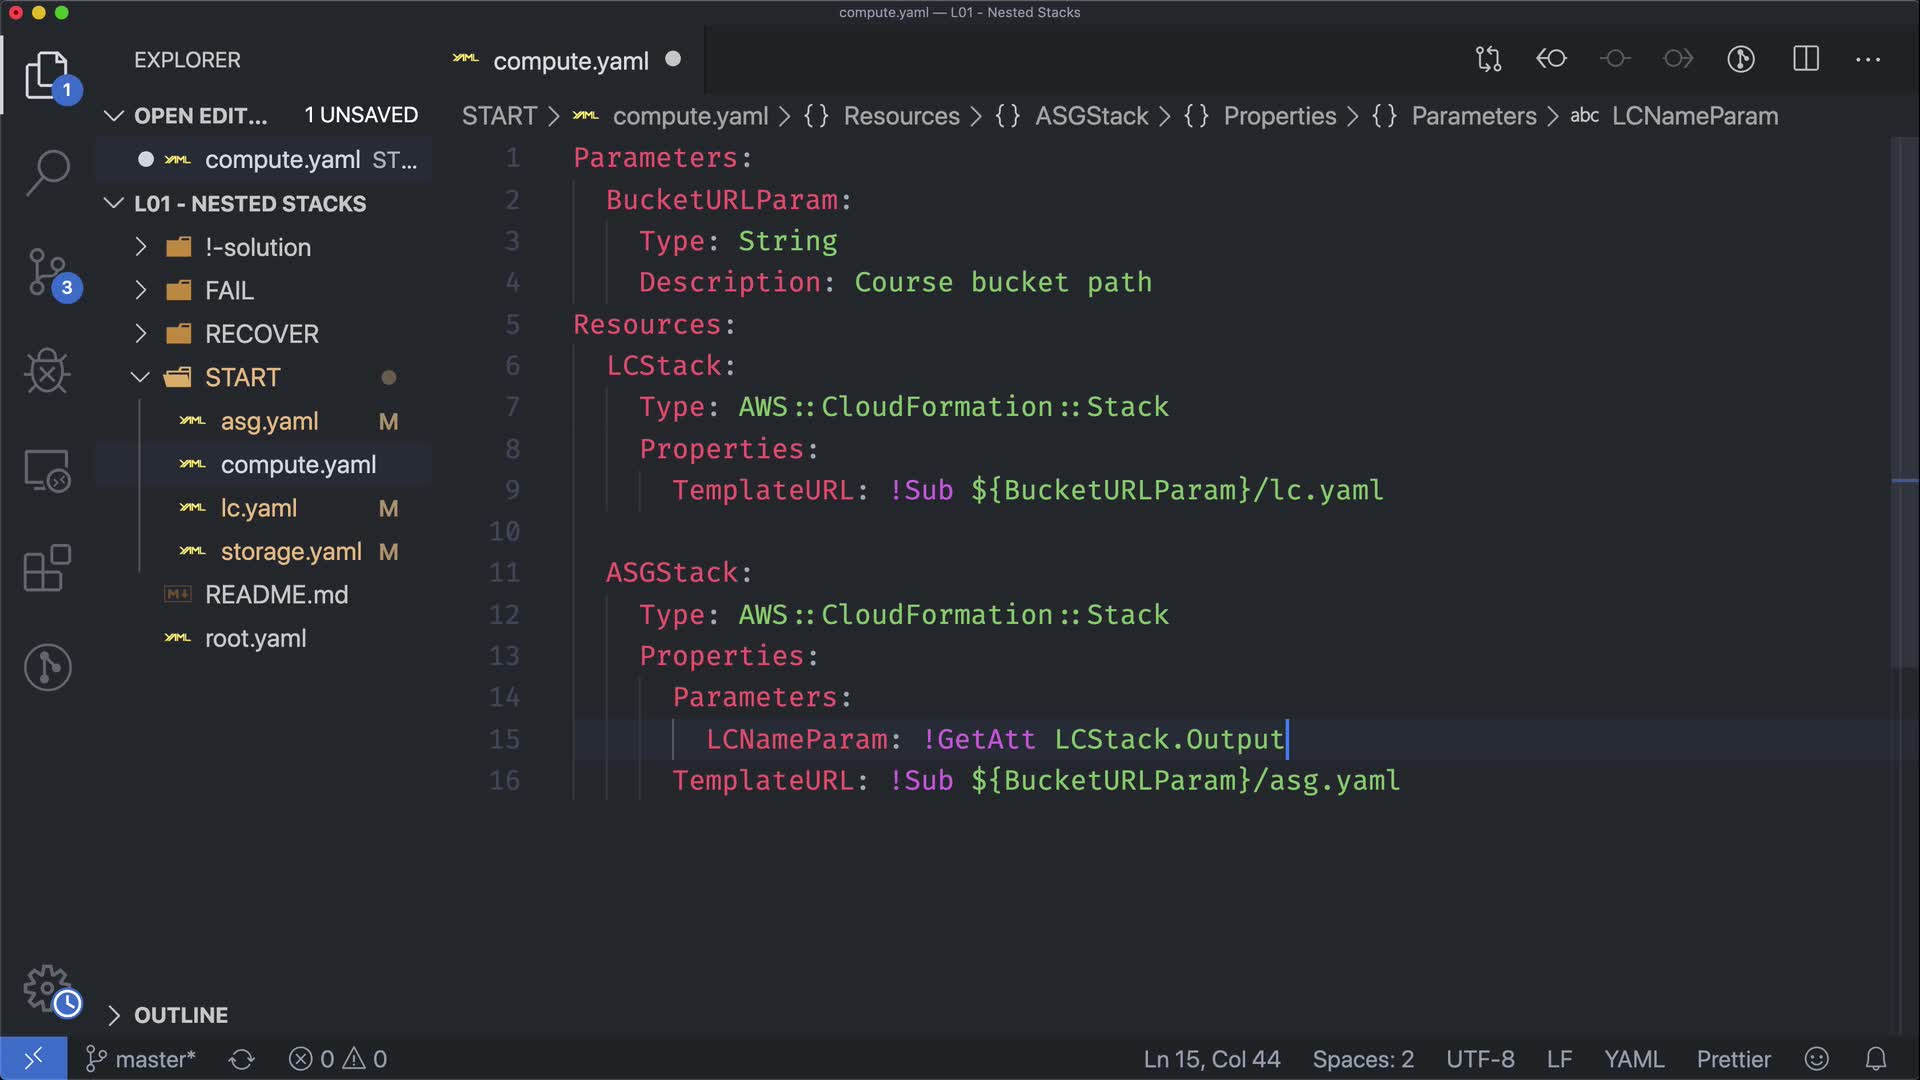 compute.yaml — L01 - Nested Stacks
EXPLORER
1
OPEN EDIT... 1 UNSAVED
compute.yaml ST...
L01 - NESTED STACKS
!-solution
FAIL
RECOVER
START
asg.yaml M
compute.yaml
lc.yaml M
storage.yaml M
README.md
root.yaml
3
OUTLINE
compute.yaml
START > compute.yaml > {} Resources > {} ASGStack > {} Properties > {} Parameters > abc LCNameParam
1 Parameters:
2 BucketURLParam:
3 Type: String
4 Description: Course bucket path
5 Resources:
6 LCStack:
7 Type: AWS::CloudFormation::Stack
8 Properties:
9 TemplateURL: !Sub ${BucketURLParam}/lc.yaml
10
11 ASGStack:
12 Type: AWS::CloudFormation::Stack
13 Properties:
14 Parameters:
15 LCNameParam: !GetAtt LCStack.Output
16 TemplateURL: !Sub ${BucketURLParam}/asg.yaml
master* 0 0 Ln 15, Col 44 Spaces: 2 UTF-8 LF YAML Prettier